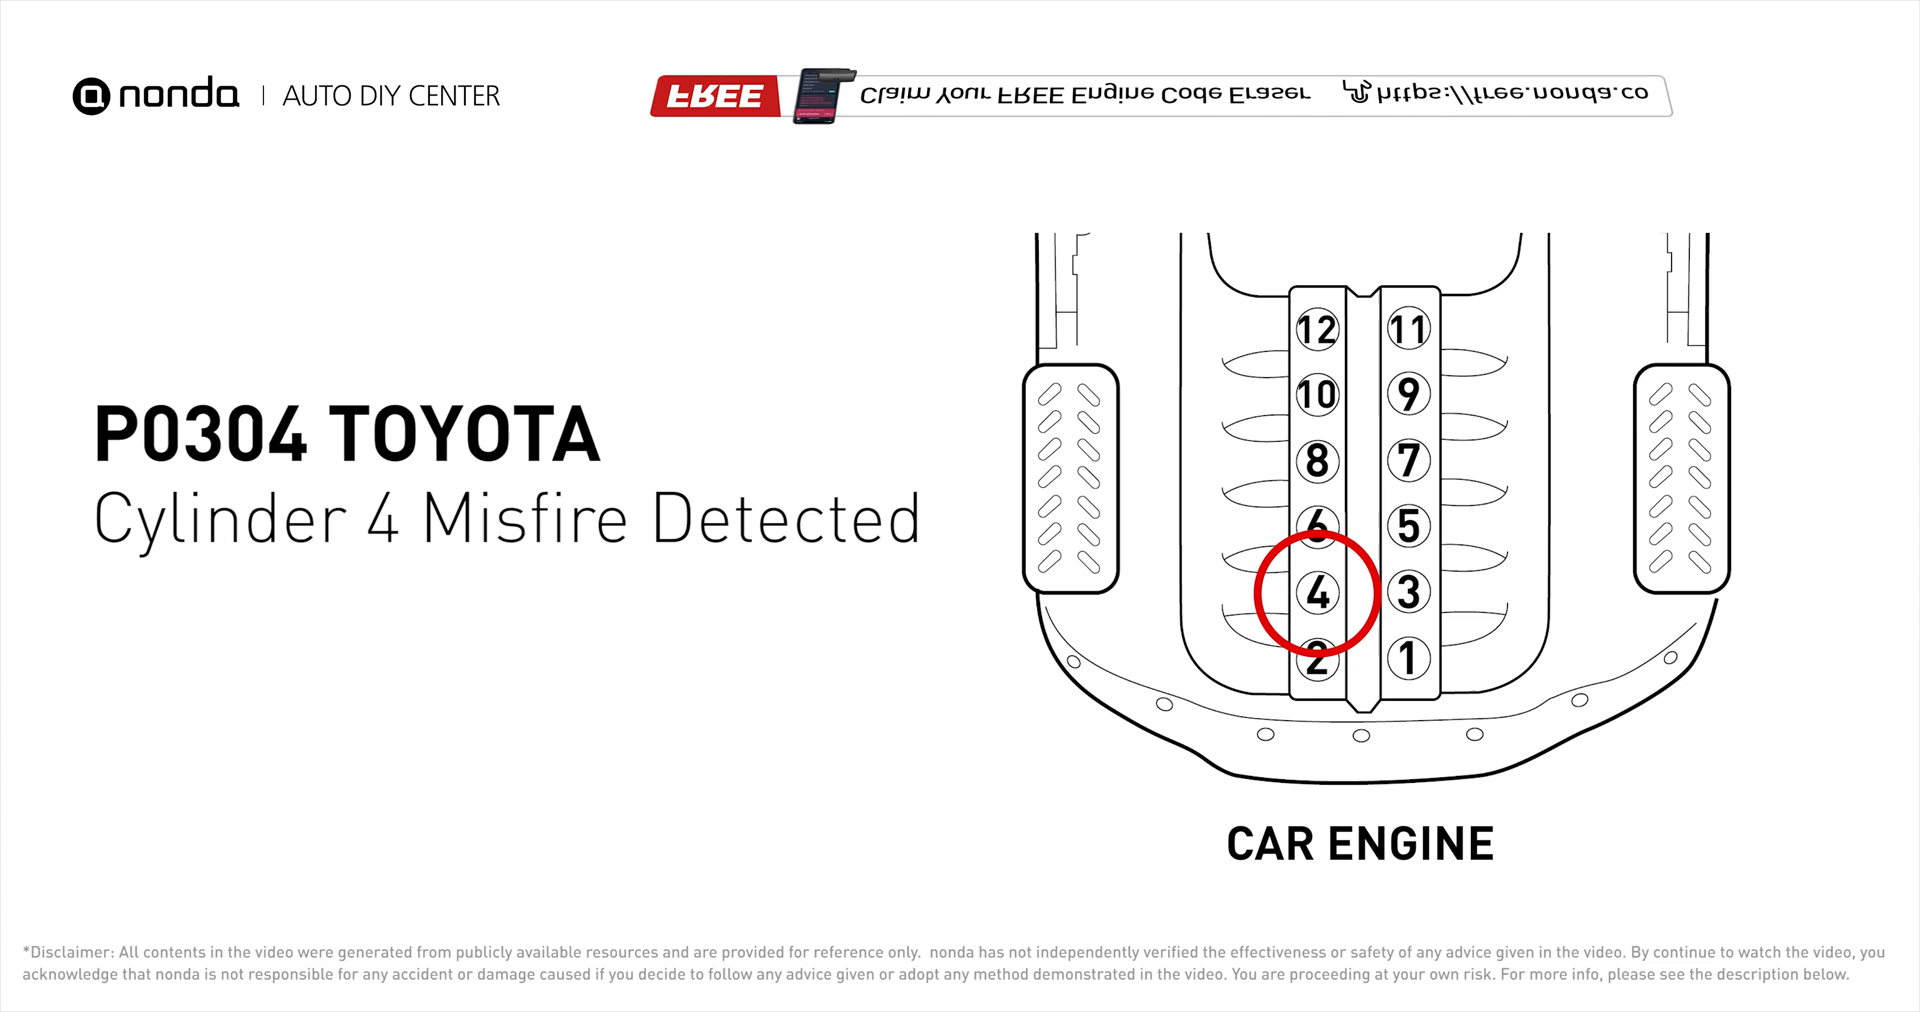 nonda | AUTO DIY CENTER
FREE Claim Your FREE Engine Code Eraser https://free.nonda.co
P0304 TOYOTA
Cylinder 4 Misfire Detected
12 11
10 9
8 7
6 5
4 3
2 1
CAR ENGINE
*Disclaimer: All contents in the video were generated from publicly available resources and are provided for reference only. nonda has not independently verified the effectiveness or safety of any advice given in the video. By continue to watch the video, you
acknowledge that nonda is not responsible for any accident or damage caused if you decide to follow any advice given or adopt any method demonstrated in the video. You are proceeding at your own risk. For more info, please see the description below.